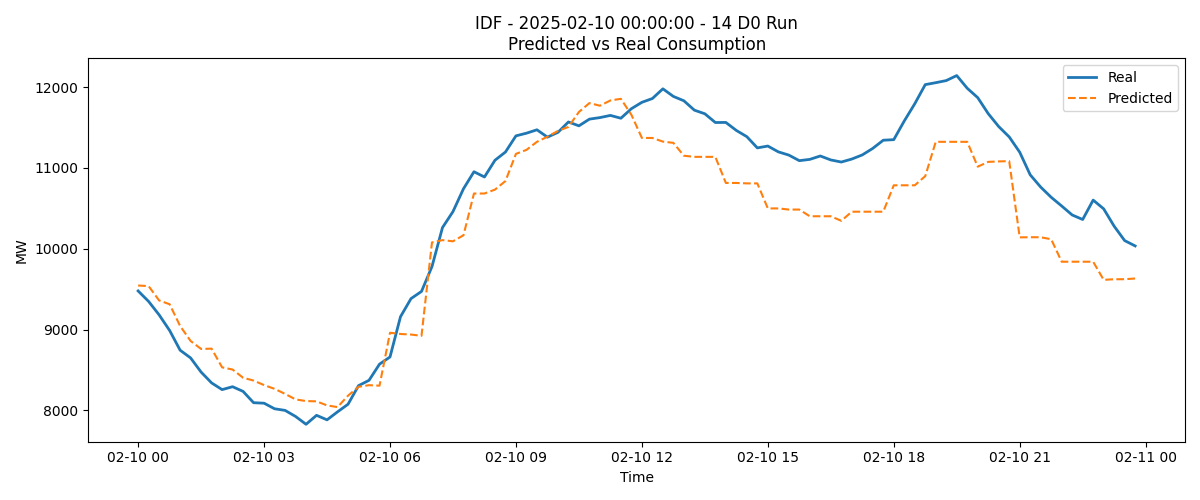 IDF - 2025-02-10 00:00:00 - 14 D0 Run
Predicted vs Real Consumption
Real
Predicted
MW
12000
11000
10000
9000
8000
02-10 00
02-10 03
02-10 06
02-10 09
02-10 12
02-10 15
02-10 18
02-10 21
02-11 00
Time